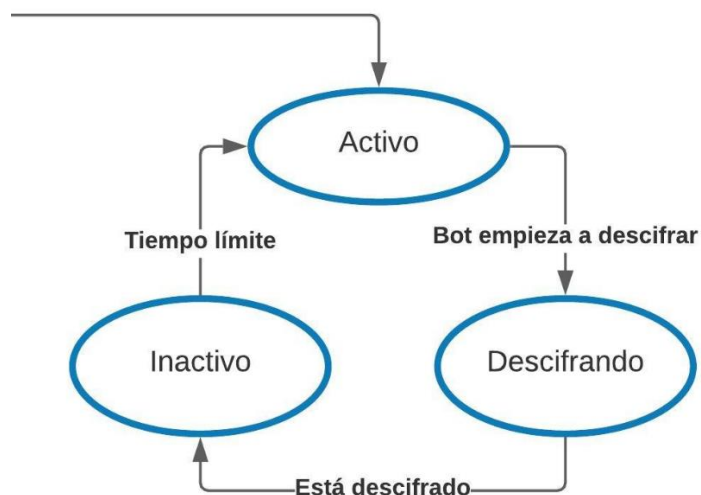 Activo
Tiempo límite
Bot empieza a descifrar
Inactivo
Descifrando
Está descifrado